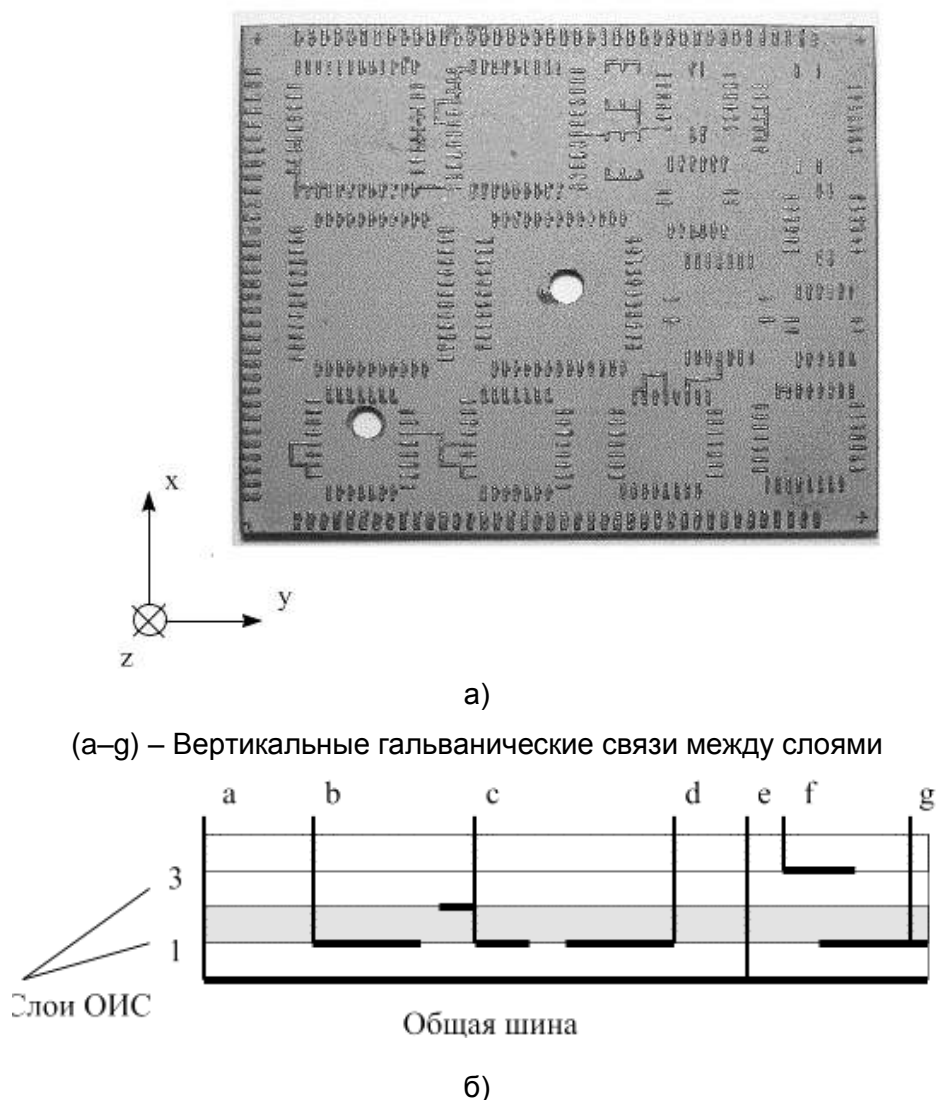 x
y
z
а)
(a–g) – Вертикальные гальванические связи между слоями
a b c d e f g
3
1
Слои ОИС
Общая шина
б)